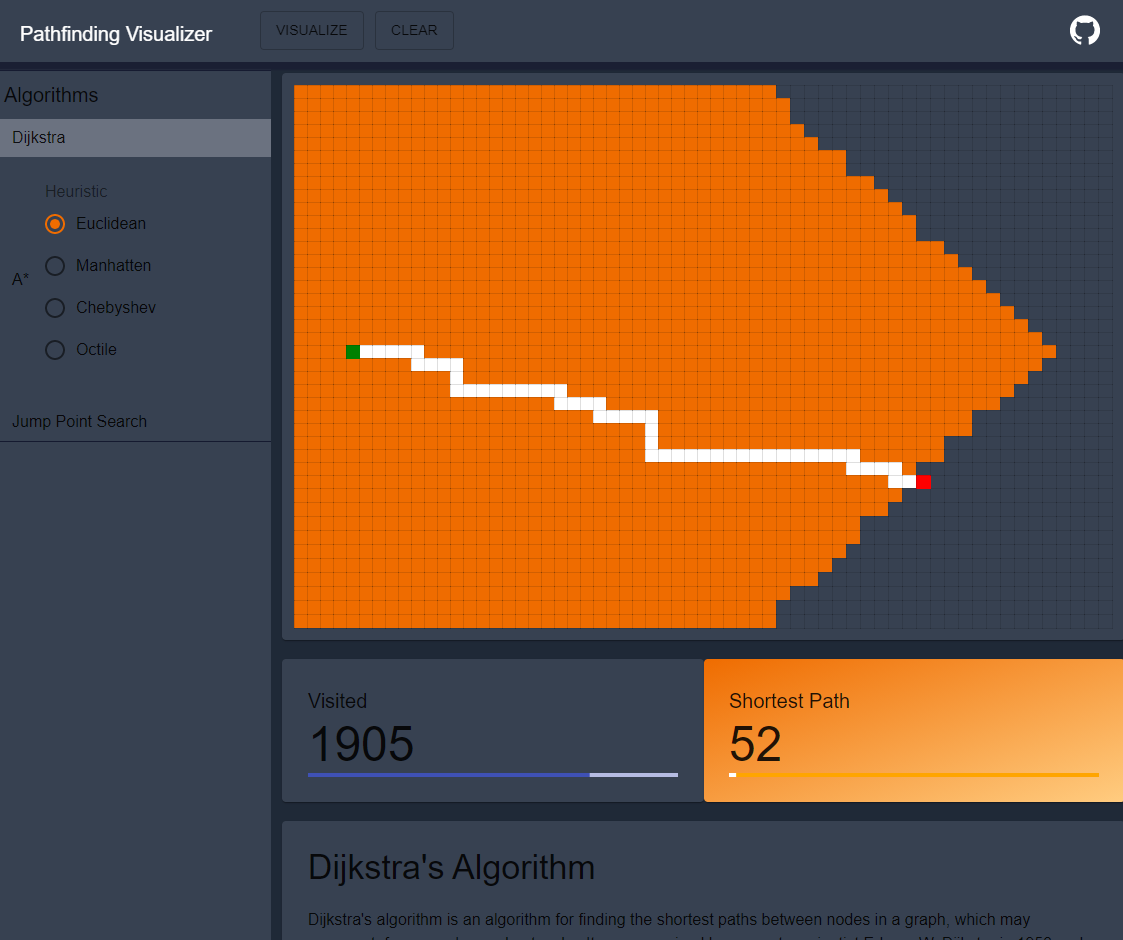 Pathfinding Visualizer
VISUALIZE
CLEAR
Algorithms
Dijkstra
Heuristic
Euclidean
Manhatten
A*
Chebyshev
Octile
Jump Point Search
Visited
1905
Shortest Path
52
Dijkstra's Algorithm
Dijkstra's algorithm is an algorithm for finding the shortest paths between nodes in a graph, which may